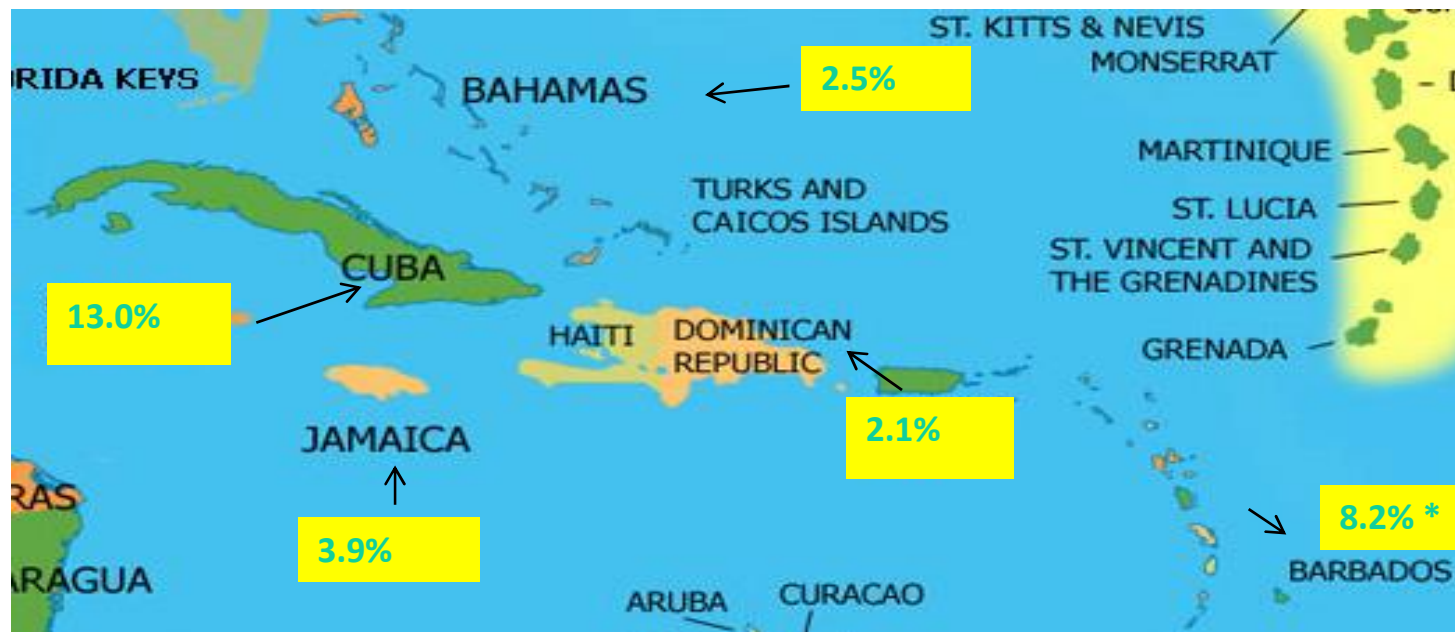 ST. KITTS & NEVIS
MONSERRAT
RIDA KEYS
BAHAMAS
2.5%
MARTINIQUE
TURKS AND
CAICOS ISLANDS
ST. LUCIA
ST. VINCENT AND
THE GRENADINES
CUBA
13.0%
HAITI
DOMINICAN
REPUBLIC
GRENADA
2.1%
JAMAICA
RAS
3.9%
8.2% *
BARBADOS
ARAGUA
ARUBA
CURACAO